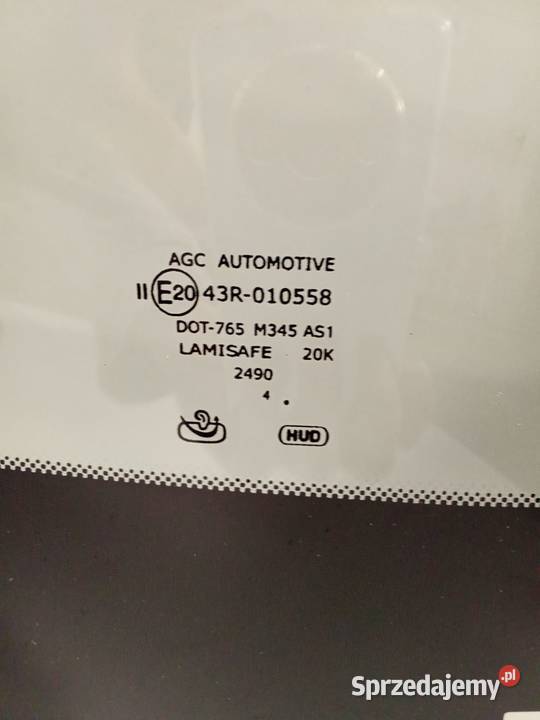 AGC AUTOMOTIVE
II E20 43R-010558
DOT-765 M345 AS1
LAMISAFE 20K
2490
4 .
HUD
Sprzedajemy.pl